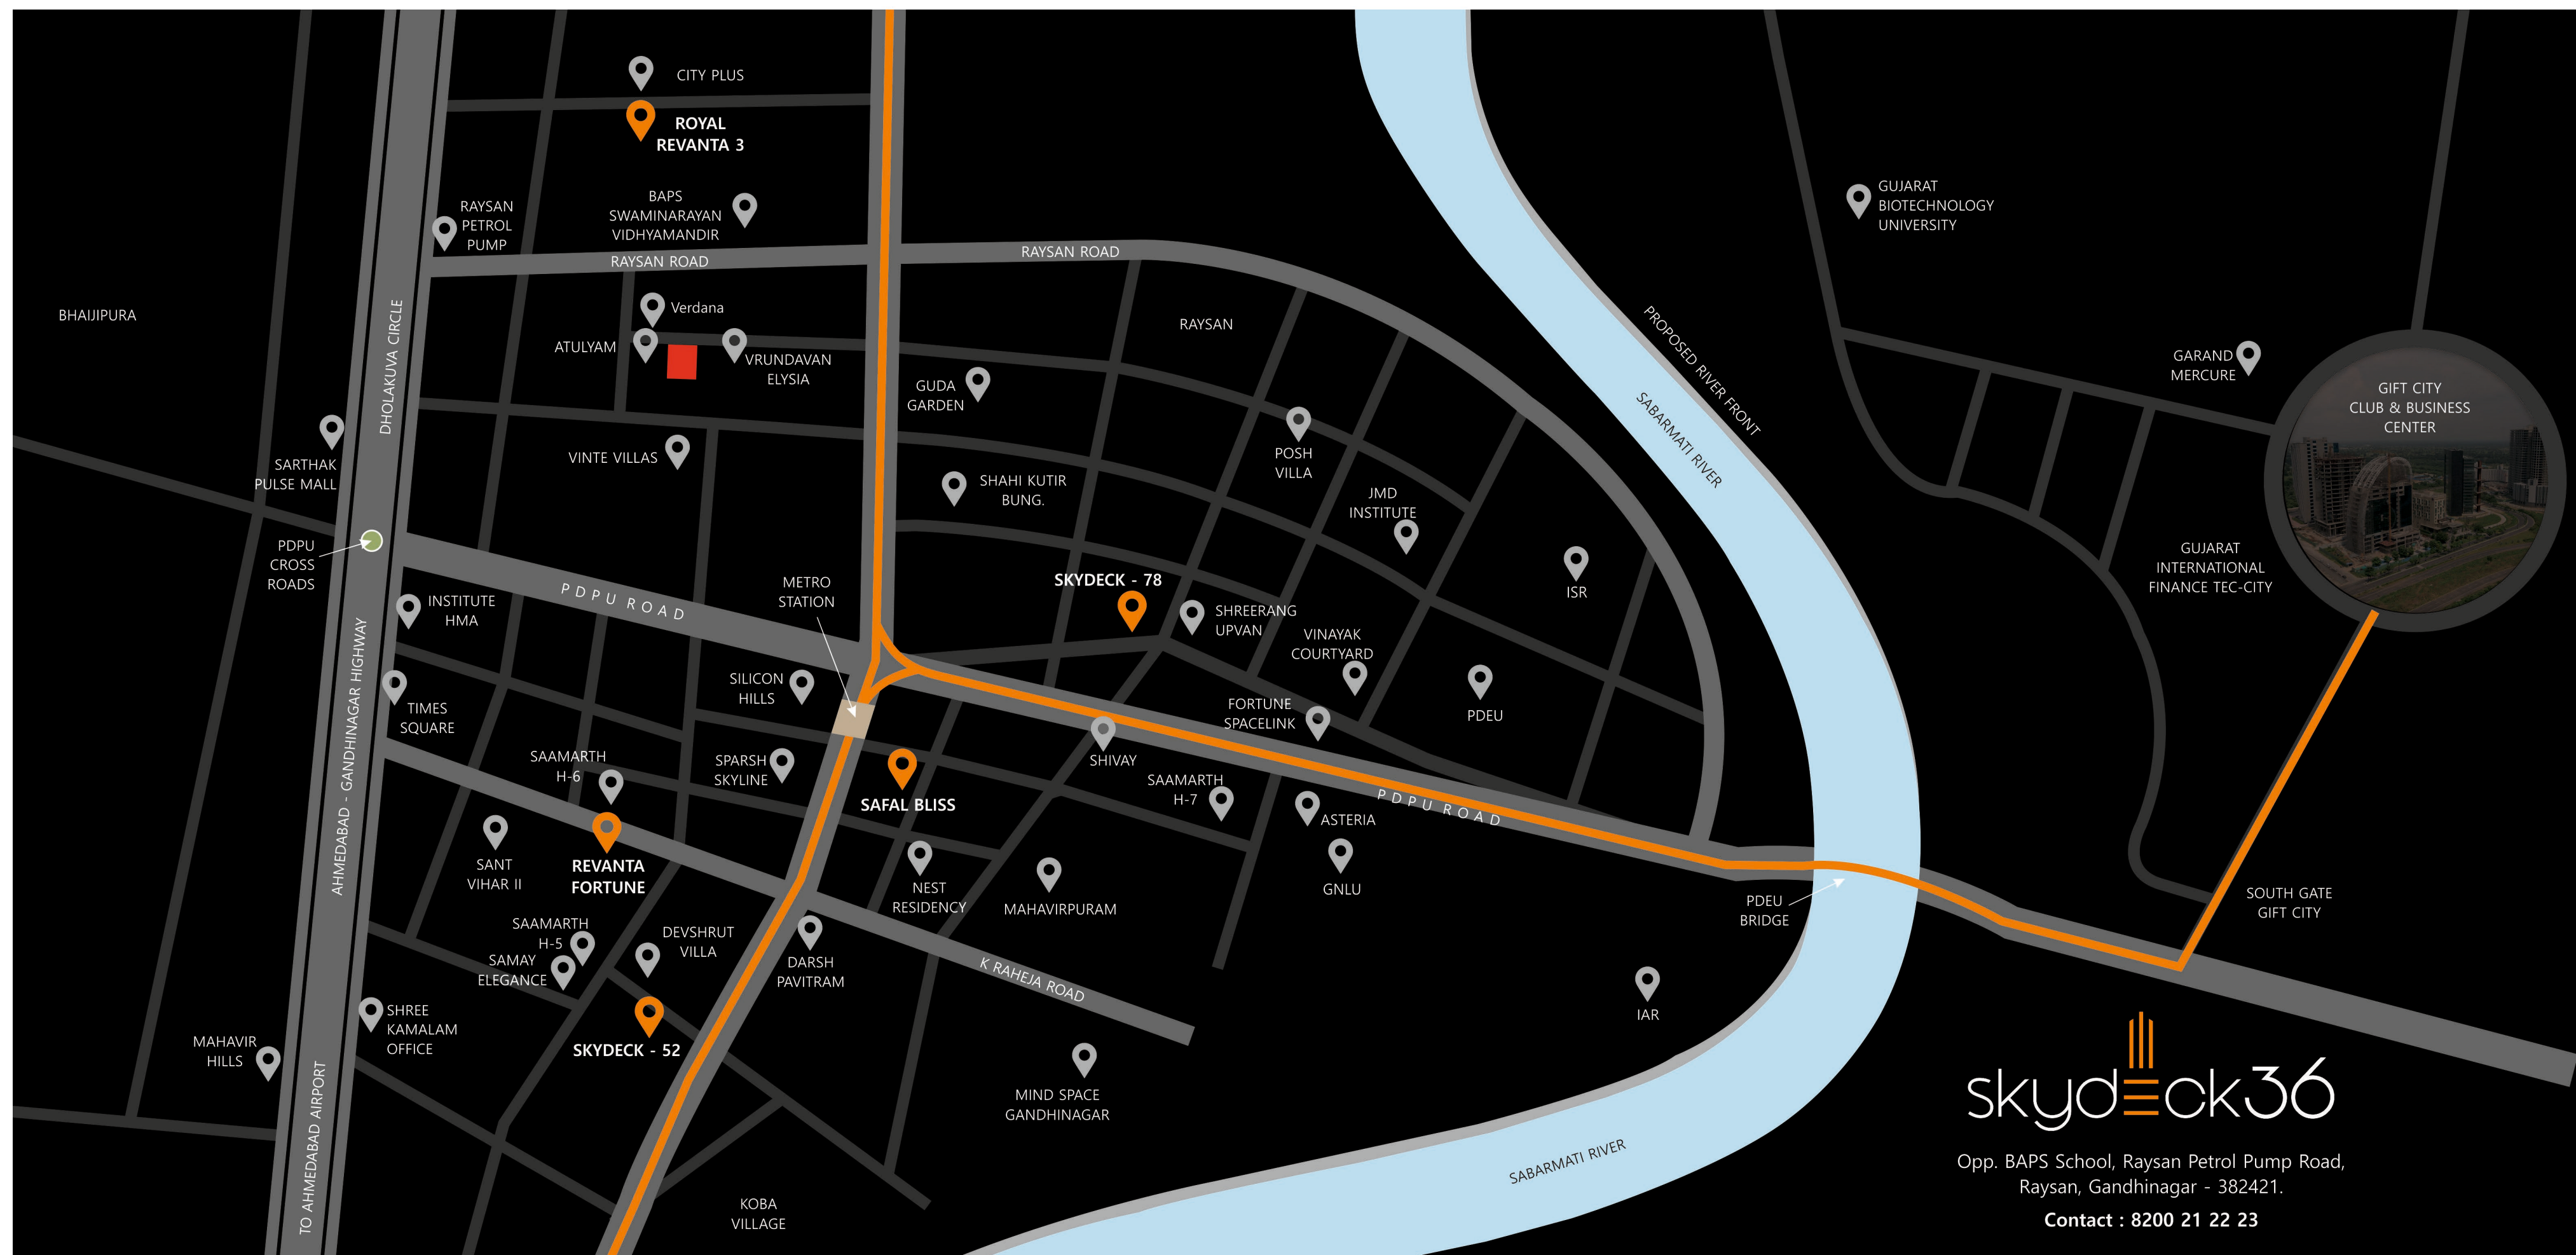 CITY PLUS
ROYAL
REVANTA 3
RAYSAN
PETROL
PUMP
BAPS
SWAMINARAYAN
VIDHYAMANDIR
RAYSAN ROAD
RAYSAN ROAD
GUJARAT
BIOTECHNOLOGY
UNIVERSITY
BHAIJIPURA
DHOLAKUVA CIRCLE
Verdana
ATULYAM
VRUNDAVAN
ELYSIA
RAYSAN
GUDA
GARDEN
PROPOSED RIVER FRONT
SABARMATI RIVER
GARAND
MERCURE
GIFT CITY
CLUB & BUSINESS
CENTER
SARTHAK
PULSE MALL
VINTE VILLAS
SHAHI KUTIR
BUNG.
POSH
VILLA
JMD
INSTITUTE
PDPU
CROSS
ROADS
INSTITUTE
HMA
PDPU ROAD
METRO
STATION
SKYDECK - 78
SHREERANG
UPVAN
VINAYAK
COURTYARD
ISR
GUJARAT
INTERNATIONAL
FINANCE TEC-CITY
AHMEDABAD - GANDHINAGAR HIGHWAY
TIMES
SQUARE
SILICON
HILLS
FORTUNE
SPACELINK
PDEU
SAAMARTH
H-6
SPARSH
SKYLINE
SAFAL BLISS
SHIVAY
SAAMARTH
H-7
ASTERIA
PDPU ROAD
SANT
VIHAR II
REVANTA
FORTUNE
NEST
RESIDENCY
MAHAVIRPURAM
GNLU
PDEU
BRIDGE
SOUTH GATE
GIFT CITY
SAAMARTH
H-5
SAMAY
ELEGANCE
DEVSHRUT
VILLA
DARSH
PAVITRAM
K RAHEJA ROAD
IAR
MAHAVIR
HILLS
SHREE
KAMALAM
OFFICE
SKYDECK - 52
MIND SPACE
GANDHINAGAR
TO AHMEDABAD AIRPORT
KOBA
VILLAGE
SABARMATI RIVER
skydeck36
Opp. BAPS School, Raysan Petrol Pump Road,
Raysan, Gandhinagar - 382421.
Contact : 8200 21 22 23